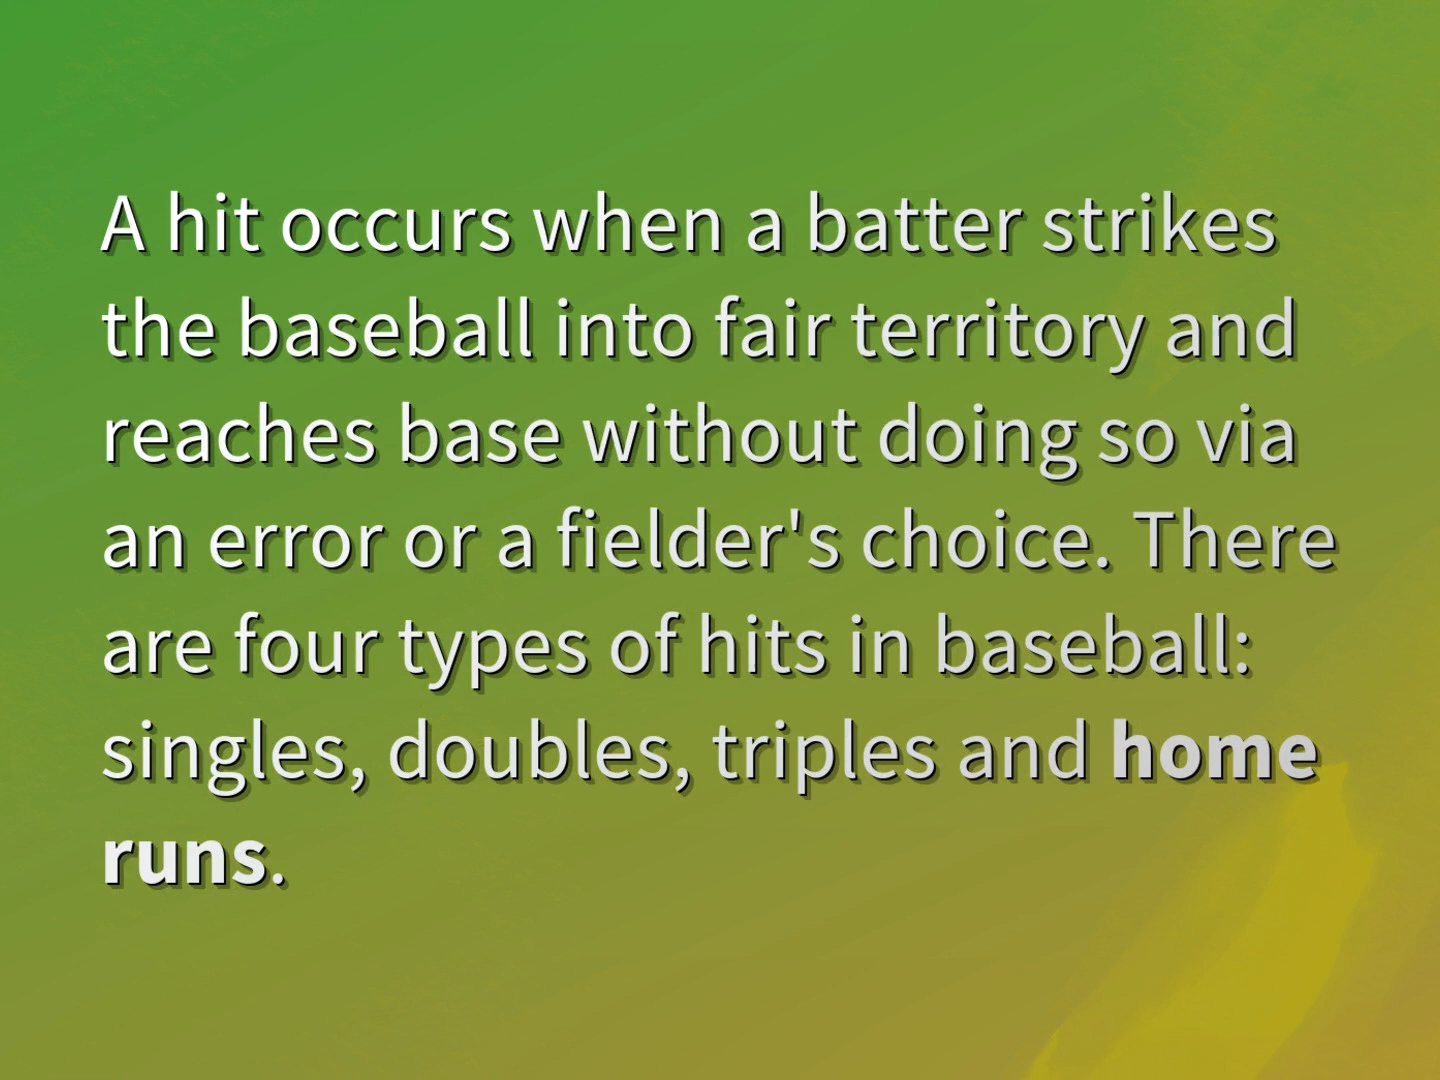 A hit occurs when a batter strikes
the baseball into fair territory and
reaches base without doing so via
an error or a fielder's choice. There
are four types of hits in baseball:
singles, doubles, triples and home
runs.